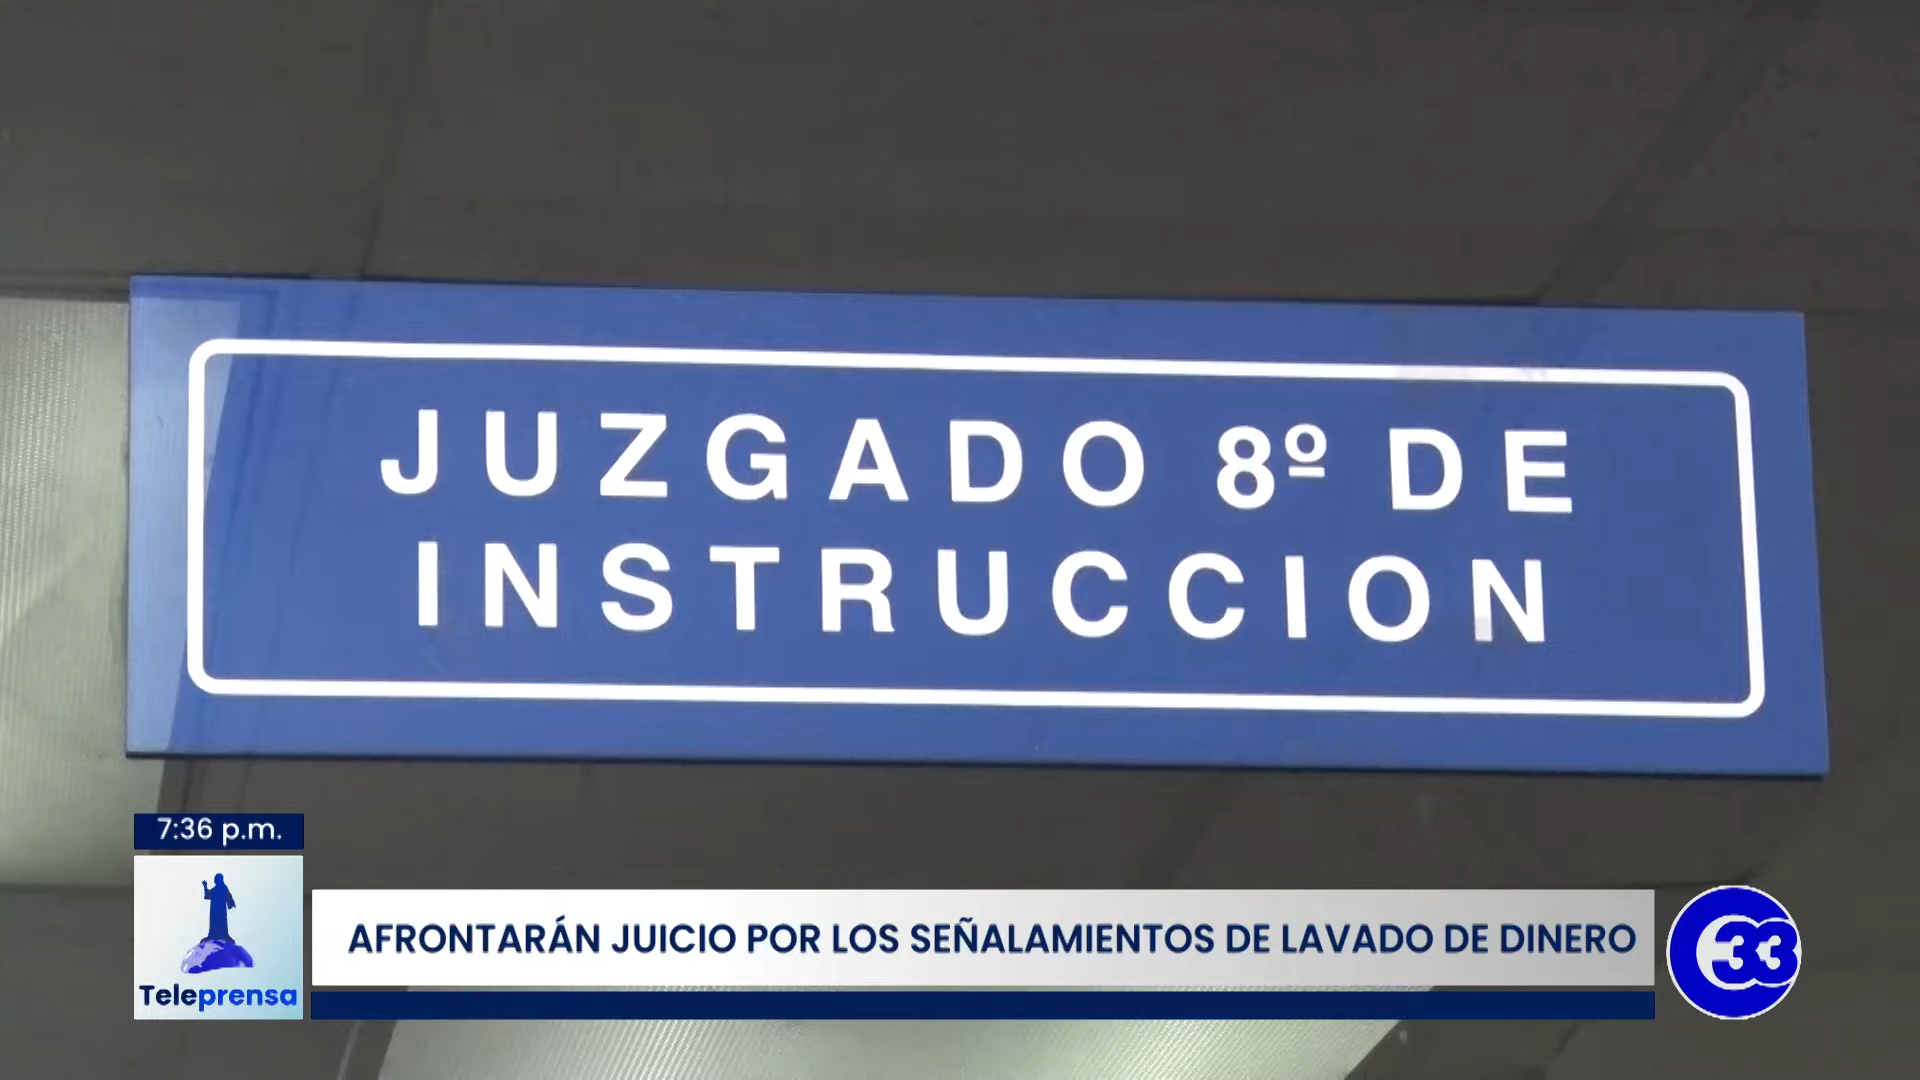 JUZGADO 8º DE
INSTRUCCION
7:36 p.m.
Teleprensa
AFRONTARÁN JUICIO POR LOS SEÑALAMIENTOS DE LAVADO DE DINERO
33